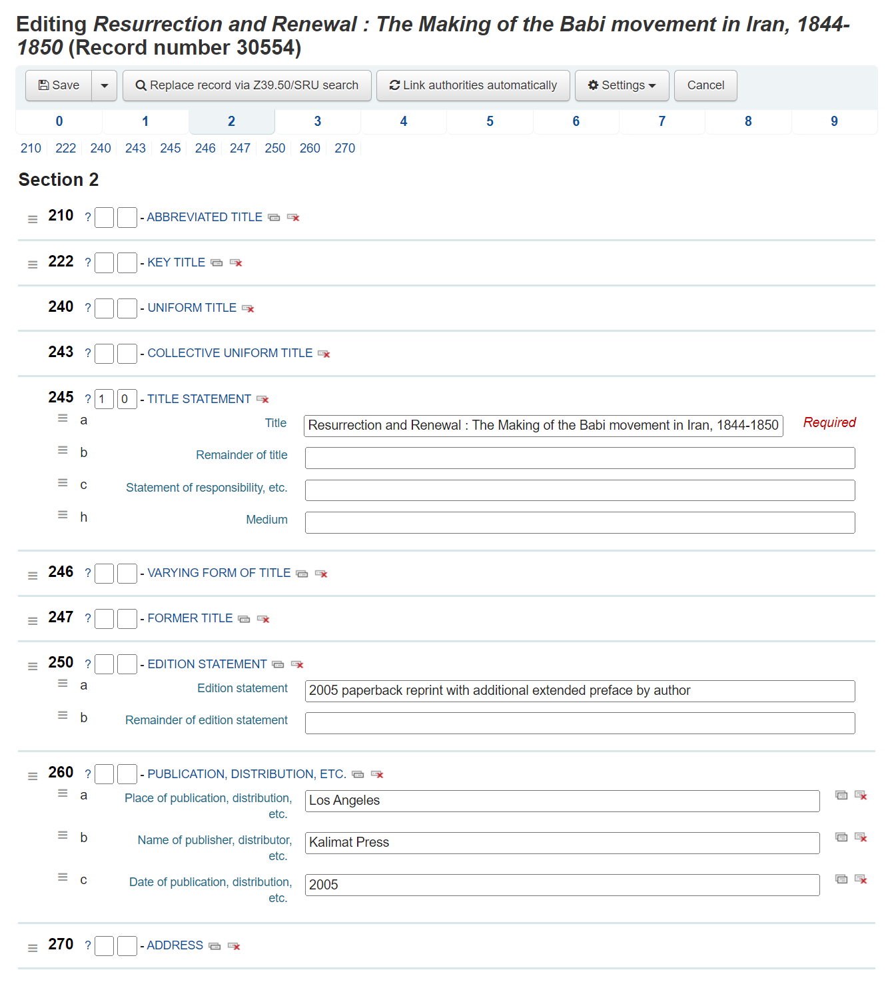 Editing Resurrection and Renewal : The Making of the Babi movement in Iran, 1844-
1850 (Record number 30554)
Save Replace record via Z39.50/SRU search Link authorities automatically Settings Cancel
0 1 2 3 4 5 6 7 8 9
210 222 240 243 245 246 247 250 260 270
Section 2
210 ? - ABBREVIATED TITLE
222 ? - KEY TITLE
240 ? - UNIFORM TITLE
243 ? - COLLECTIVE UNIFORM TITLE
245 ? 1 0 - TITLE STATEMENT
a Title Resurrection and Renewal : The Making of the Babi movement in Iran, 1844-1850 Required
b Remainder of title
c Statement of responsibility, etc.
h Medium
246 ? - VARYING FORM OF TITLE
247 ? - FORMER TITLE
250 ? - EDITION STATEMENT
a Edition statement 2005 paperback reprint with additional extended preface by author
b Remainder of edition statement
260 ? - PUBLICATION, DISTRIBUTION, ETC.
a Place of publication, distribution, Los Angeles
etc.
b Name of publisher, distributor, Kalimat Press
etc.
c Date of publication, distribution, 2005
etc.
270 ? - ADDRESS